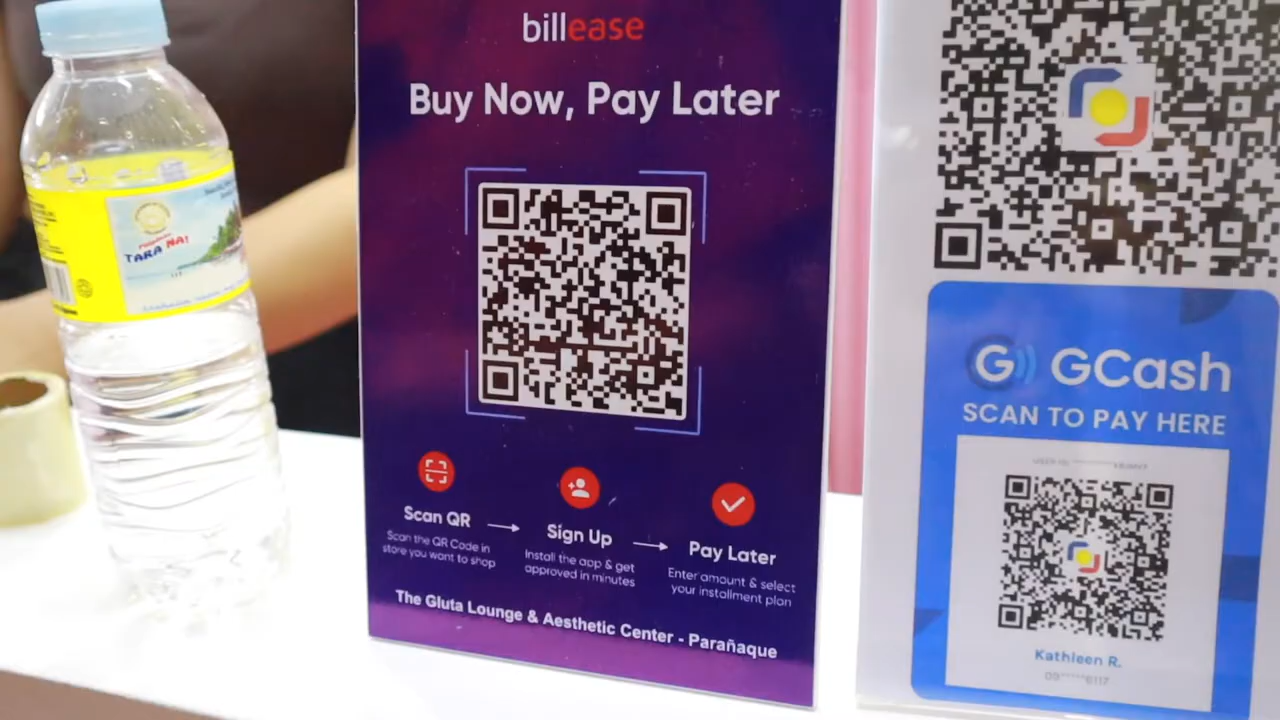 TARA NA!
billease
Buy Now, Pay Later
Scan QR
Scan the QR Code in
store you want to shop
Sign Up
Install the app & get
approved in minutes
Pay Later
Enter amount & select
your installment plan
The Gluta Lounge & Aesthetic Center - Parañaque
G GCash
SCAN TO PAY HERE
Kathleen R.
09*****6117